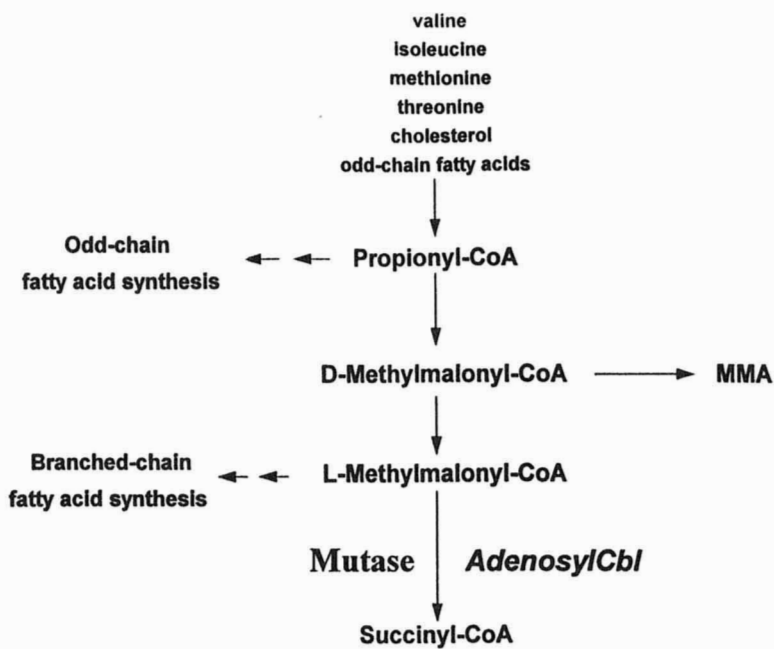 valine
isoleucine
methionine
threonine
cholesterol
odd-chain fatty acids
Odd-chain
fatty acid synthesis
Propionyl-CoA
D-Methylmalonyl-CoA
MMA
Branched-chain
fatty acid synthesis
L-Methylmalonyl-CoA
Mutase
AdenosylCbl
Succinyl-CoA